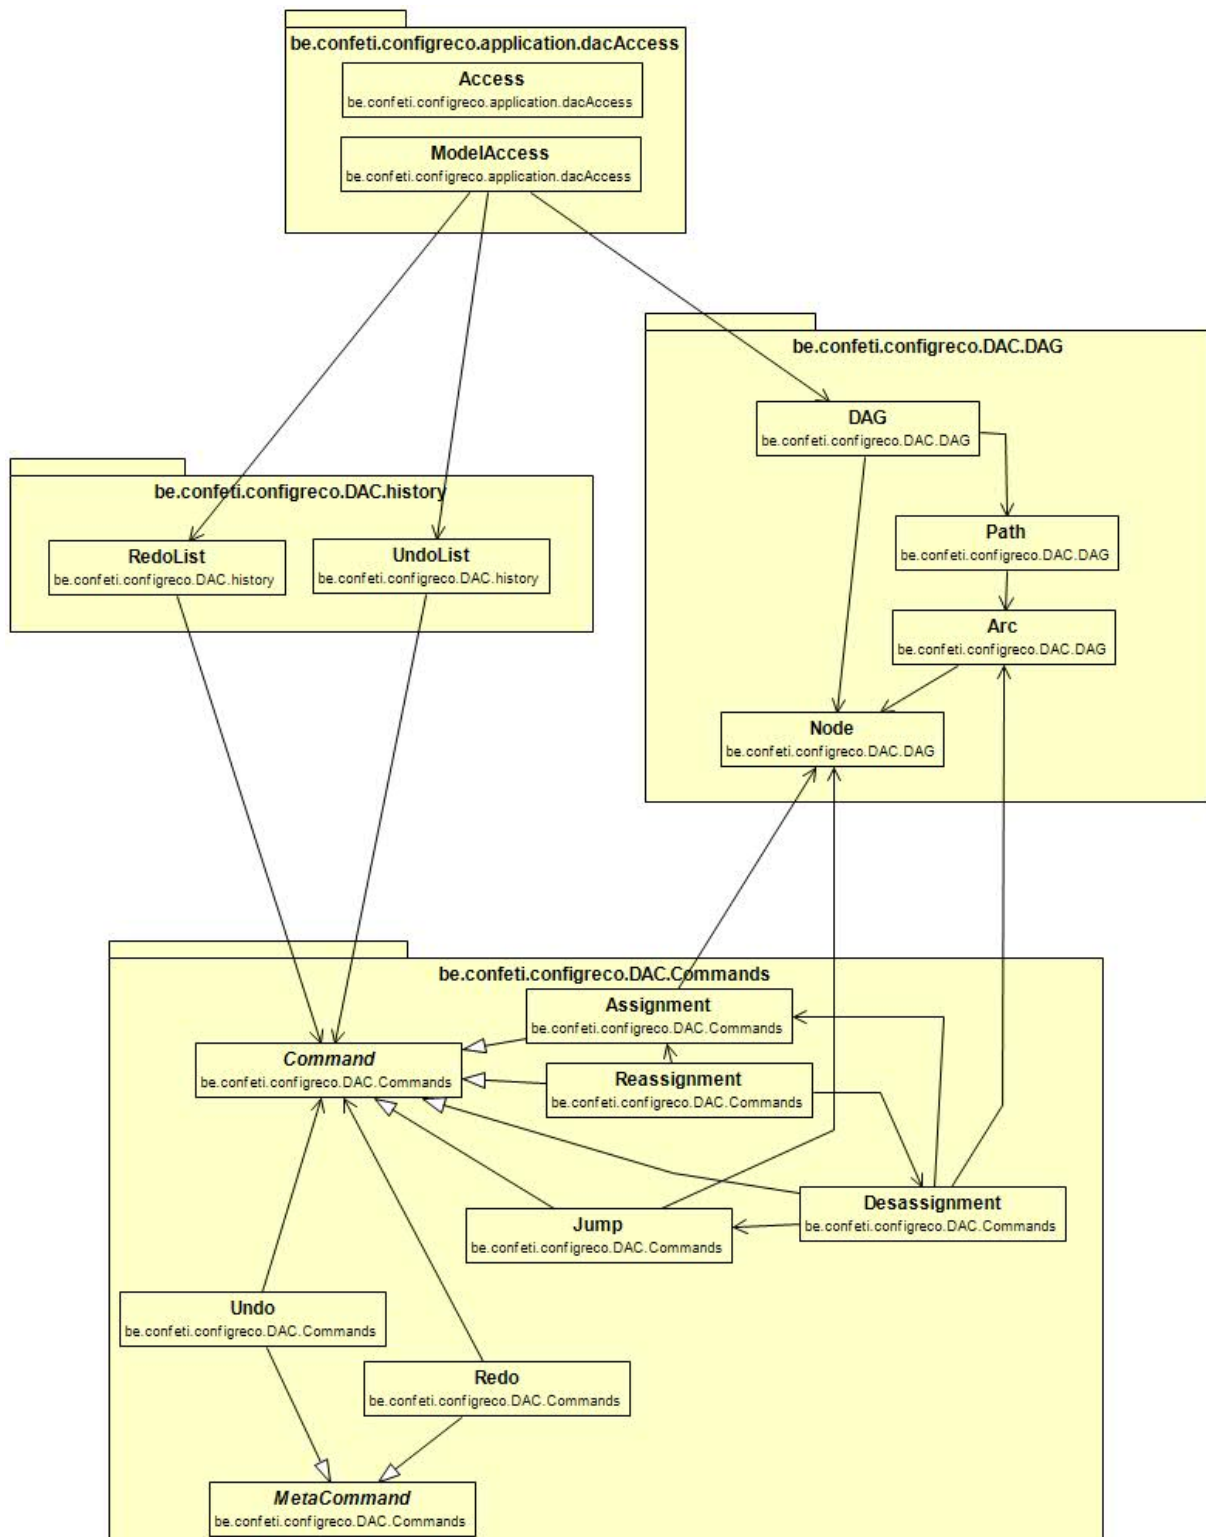 be.confeti.configreco.application.dacAccess
Access
be.confeti.configreco.application.dacAccess
ModelAccess
be.confeti.configreco.application.dacAccess
be.confeti.configreco.DAC.DAG
DAG
be.confeti.configreco.DAC.DAG
Path
be.confeti.configreco.DAC.DAG
Arc
be.confeti.configreco.DAC.DAG
Node
be.confeti.configreco.DAC.DAG
be.confeti.configreco.DAC.history
RedoList
be.confeti.configreco.DAC.history
UndoList
be.confeti.configreco.DAC.history
be.confeti.configreco.DAC.Commands
Assignment
be.confeti.configreco.DAC.Commands
Command
be.confeti.configreco.DAC.Commands
Reassignment
be.confeti.configreco.DAC.Commands
Desassignment
be.confeti.configreco.DAC.Commands
Jump
be.confeti.configreco.DAC.Commands
Undo
be.confeti.configreco.DAC.Commands
Redo
be.confeti.configreco.DAC.Commands
MetaCommand
be.confeti.configreco.DAC.Commands